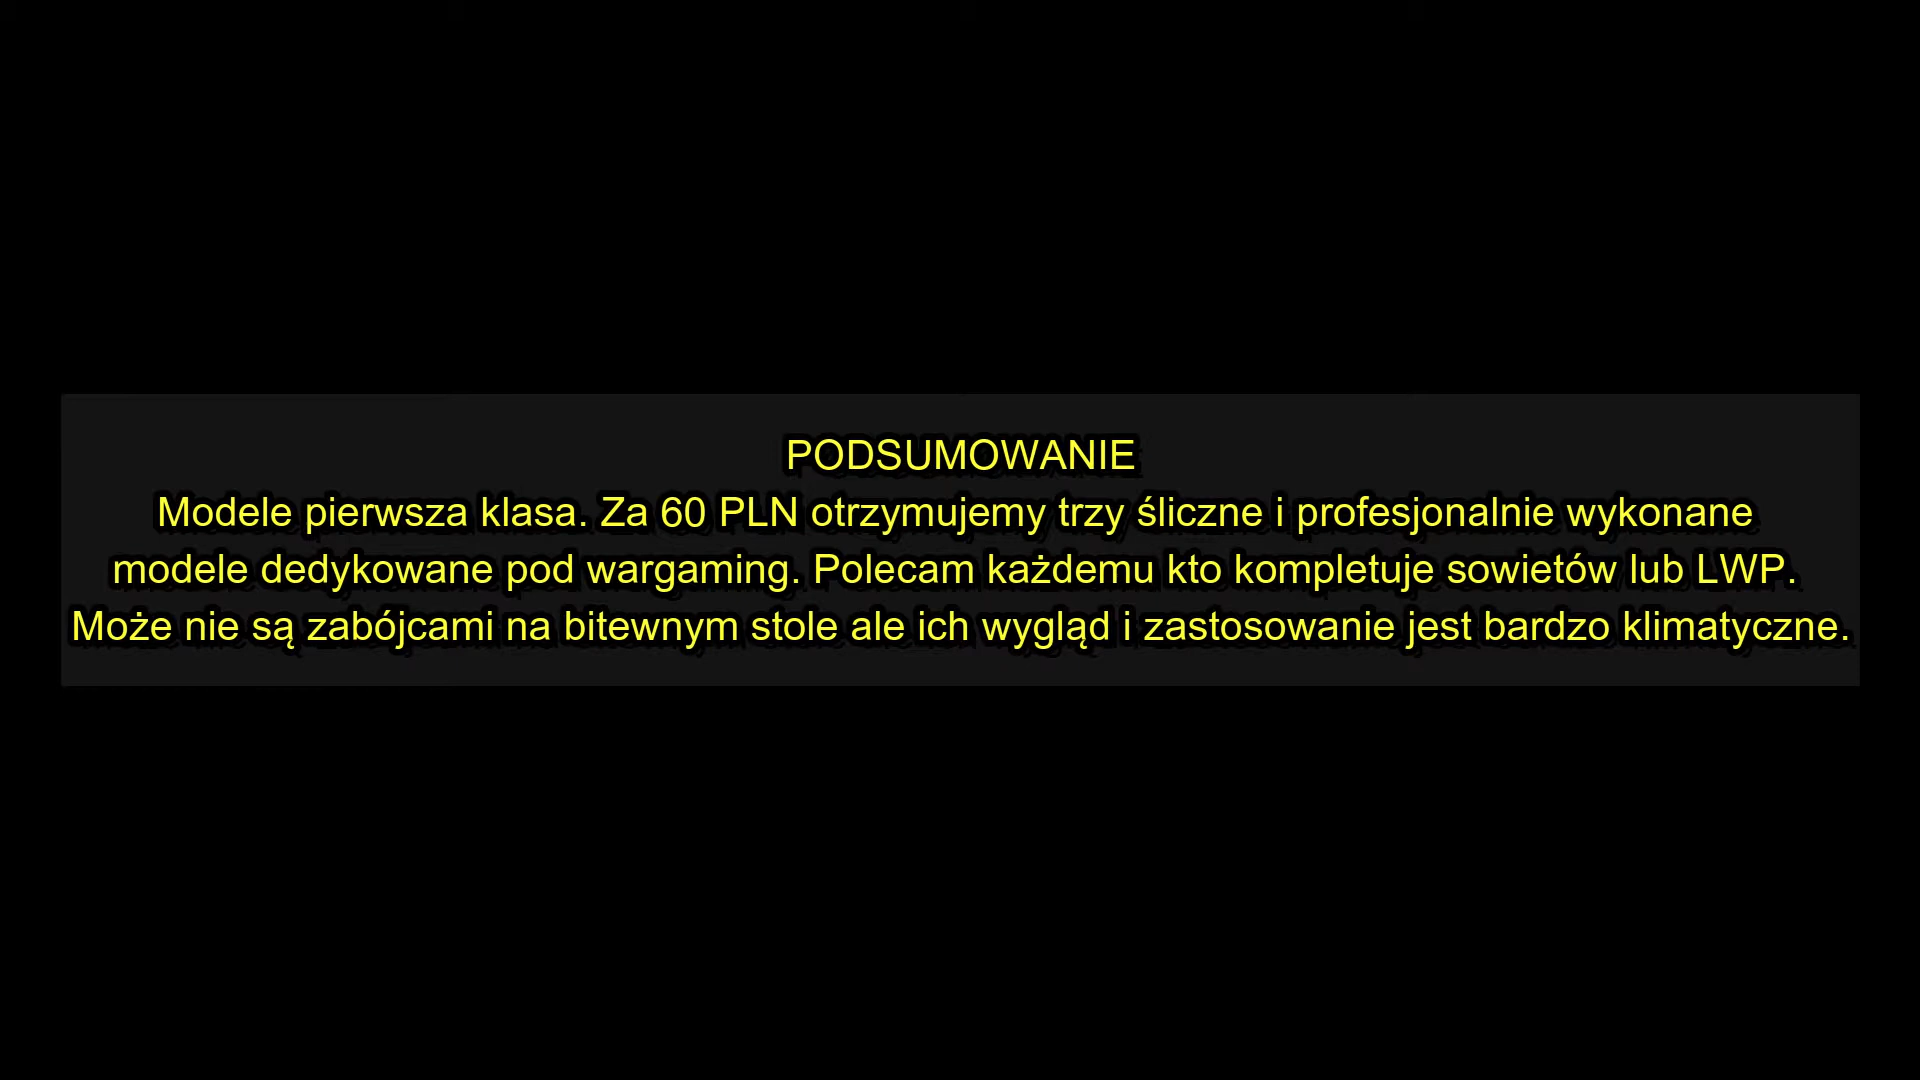 PODSUMOWANIE
Modele pierwsza klasa. Za 60 PLN otrzymujemy trzy śliczne i profesjonalnie wykonane
modele dedykowane pod wargaming. Polecam każdemu kto kompletuje sowietów lub LWP.
Może nie są zabójcami na bitewnym stole ale ich wygląd i zastosowanie jest bardzo klimatyczne.